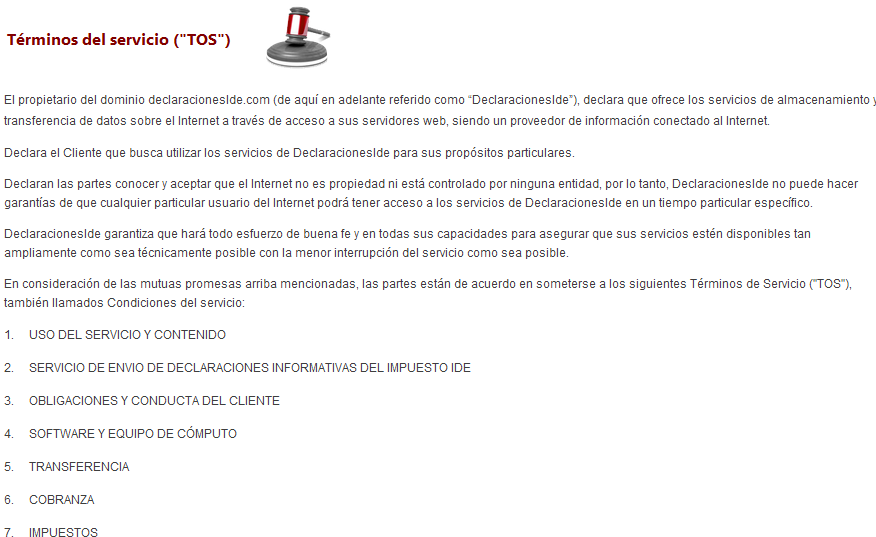 Términos del servicio ("TOS")
El propietario del dominio declaracionesIde.com (de aquí en adelante referido como “DeclaracionesIde”), declara que ofrece los servicios de almacenamiento y
transferencia de datos sobre el Internet a través de acceso a sus servidores web, siendo un proveedor de información conectado al Internet.
Declara el Cliente que busca utilizar los servicios de DeclaracionesIde para sus propósitos particulares.
Declaran las partes conocer y aceptar que el Internet no es propiedad ni está controlado por ninguna entidad, por lo tanto, DeclaracionesIde no puede hacer
garantías de que cualquier particular usuario del Internet podrá tener acceso a los servicios de DeclaracionesIde en un tiempo particular específico.
DeclaracionesIde garantiza que hará todo esfuerzo de buena fe y en todas sus capacidades para asegurar que sus servicios estén disponibles tan
ampliamente como sea técnicamente posible con la menor interrupción del servicio como sea posible.
En consideración de las mutuas promesas arriba mencionadas, las partes están de acuerdo en someterse a los siguientes Términos de Servicio ("TOS"),
también llamados Condiciones del servicio:
1. USO DEL SERVICIO Y CONTENIDO
2. SERVICIO DE ENVIO DE DECLARACIONES INFORMATIVAS DEL IMPUESTO IDE
3. OBLIGACIONES Y CONDUCTA DEL CLIENTE
4. SOFTWARE Y EQUIPO DE CÓMPUTO
5. TRANSFERENCIA
6. COBRANZA
7. IMPUESTOS